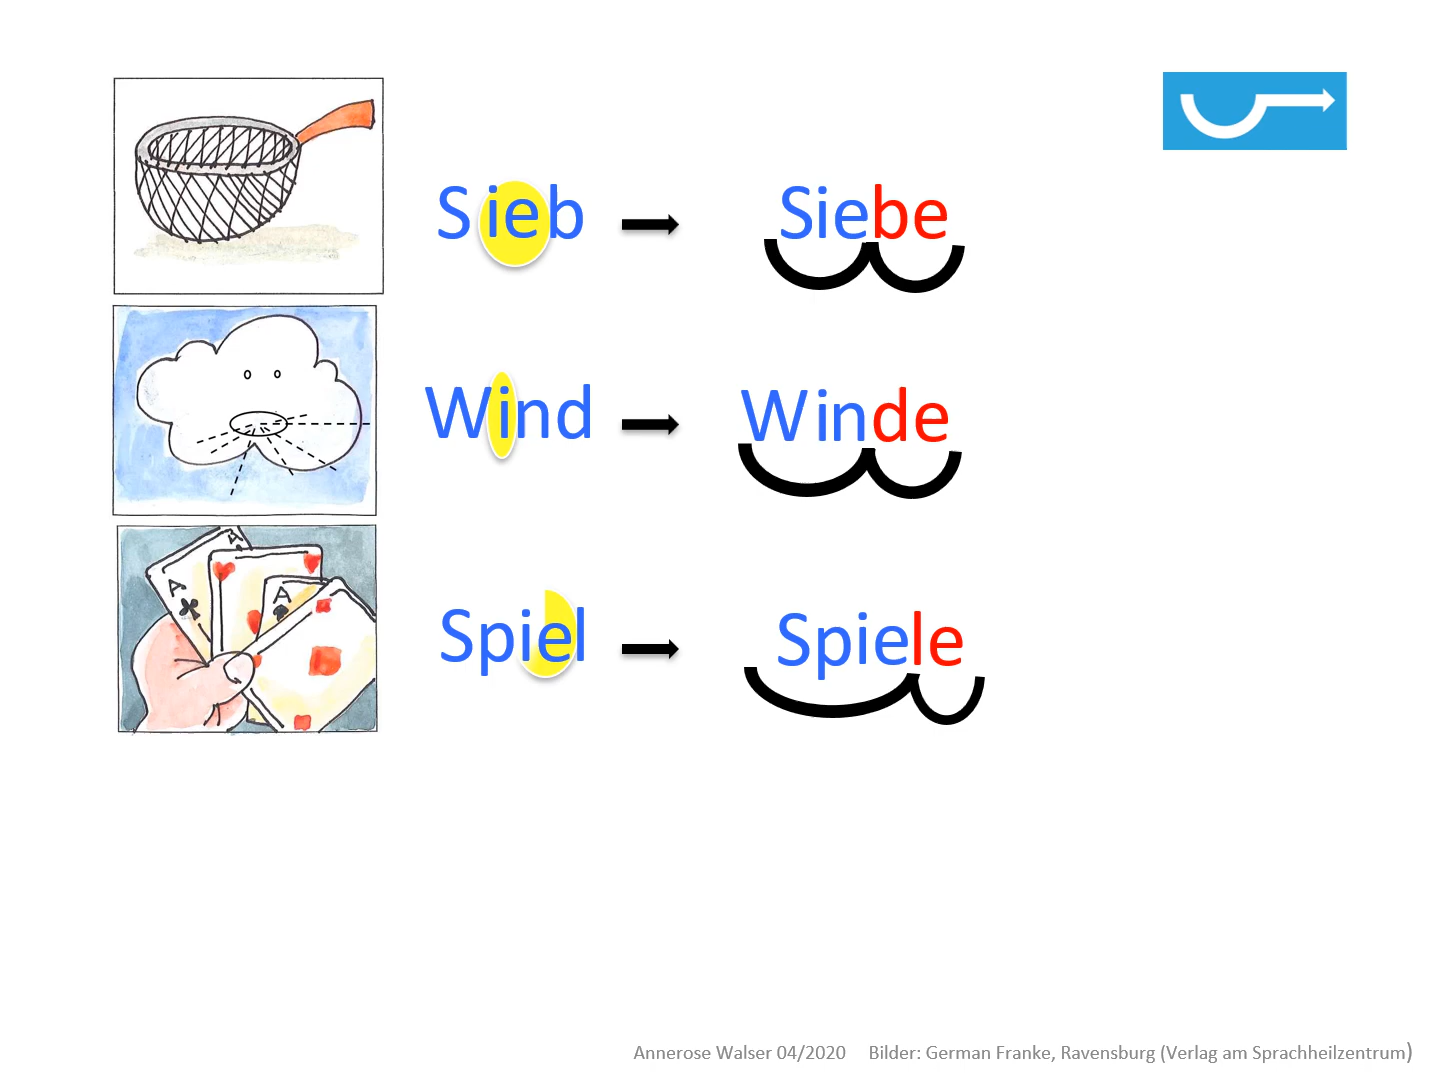 Sieb → Siebe
Wind → Winde
A A
Spiel → Spiele
Annerose Walser 04/2020 Bilder: German Franke, Ravensburg (Verlag am Sprachheilzentrum)